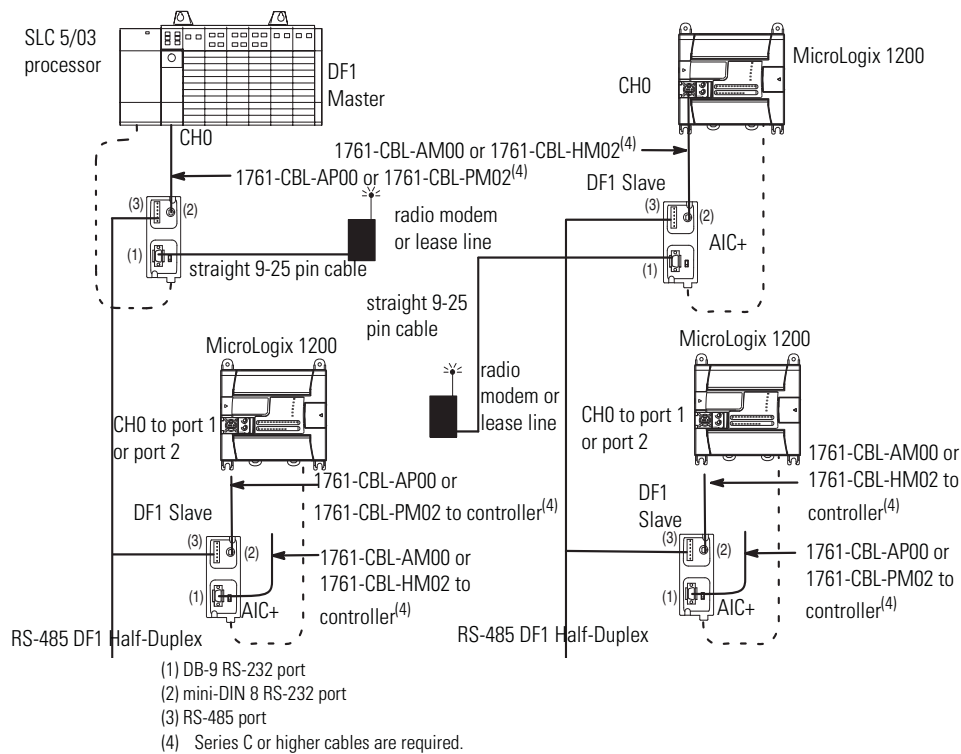 SLC 5/03
processor
DF1
Master
CH0
1761-CBL-AP00 or 1761-CBL-PM02(4)
(3)
(2)
(1)
straight 9-25 pin cable
radio modem
or lease line
MicroLogix 1200
CH0
1761-CBL-AM00 or 1761-CBL-HM02(4)
DF1 Slave
(3)
(2)
AIC+
(1)
straight 9-25
pin cable
radio
modem or
lease line
MicroLogix 1200
CH0 to port 1
or port 2
1761-CBL-AP00 or
1761-CBL-PM02 to controller(4)
DF1 Slave
(3)
(2)
1761-CBL-AM00 or
1761-CBL-HM02 to
controller(4)
(1)
AIC+
RS-485 DF1 Half-Duplex
MicroLogix 1200
CH0 to port 1
or port 2
1761-CBL-AM00 or
1761-CBL-HM02 to
controller(4)
DF1
Slave
(3)
(2)
1761-CBL-AP00 or
1761-CBL-PM02 to
controller(4)
(1)
AIC+
RS-485 DF1 Half-Duplex
(1) DB-9 RS-232 port
(2) mini-DIN 8 RS-232 port
(3) RS-485 port
(4) Series C or higher cables are required.